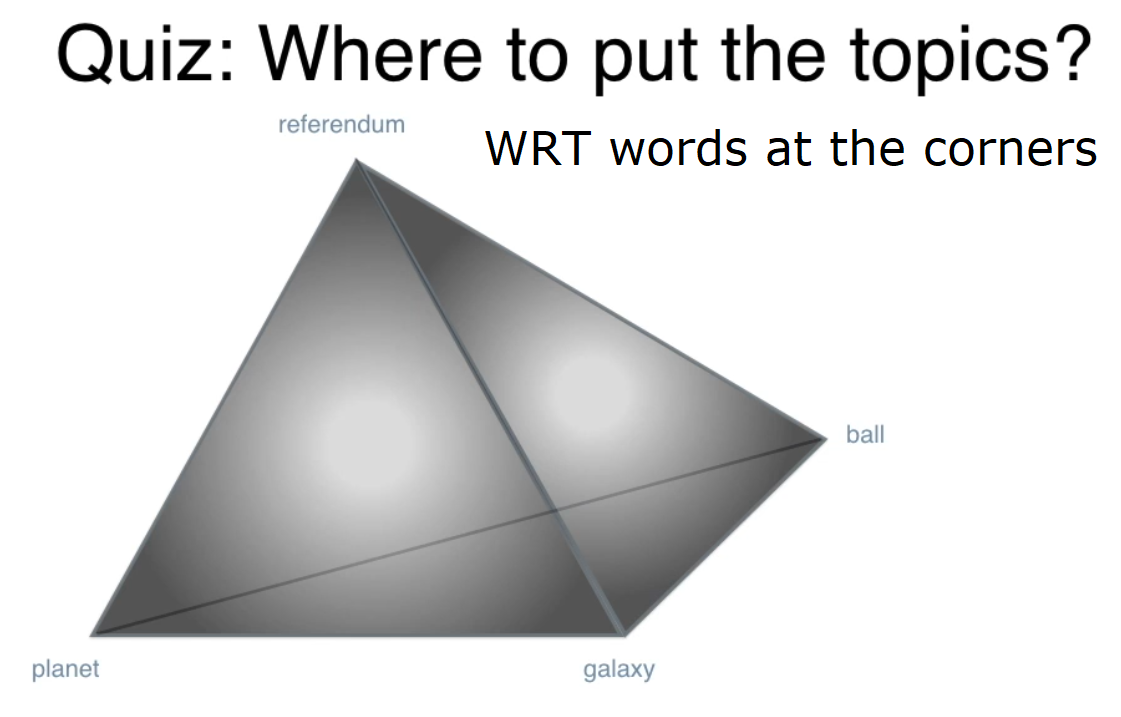 Quiz: Where to put the topics?
referendum
WRT words at the corners
ball
planet
galaxy